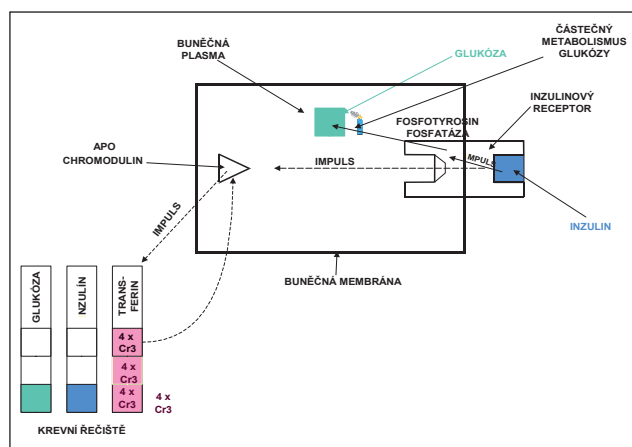 BUNĚČNÁ
PLASMA
GLUKÓZA
ČÁSTEČNÝ
METABOLISMUS
GLUKÓZY
INZULINOVÝ
RECEPTOR
FOSFOTYROSIN
FOSFATÁZA
APO
CHROMODULIN
IMPULS
MPULS
INZULIN
IMPULS
BUNĚČNÁ MEMBRÁNA
GLUKÓZA
NZULÍN
TRANS-
FERIN
4 x
Cr3
4 x
Cr3
4 x
Cr3
4 x
Cr3
KREVNÍ ŘEČIŠTĚ